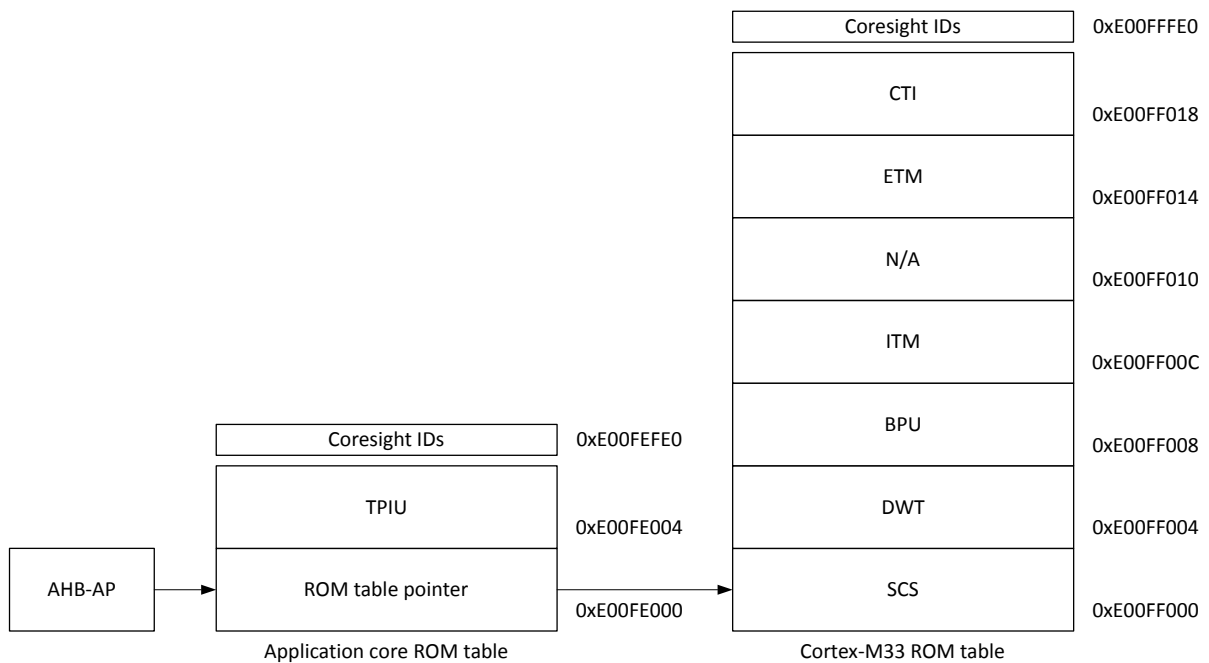 Coresight IDs 0xE00FFFE0
CTI
0xE00FF018
ETM
0xE00FF014
N/A
0xE00FF010
ITM
0xE00FF00C
BPU
0xE00FF008
Coresight IDs 0xE00FEFE0
TPIU
0xE00FE004
DWT
0xE00FF004
AHB-AP
ROM table pointer
0xE00FE000
SCS
0xE00FF000
Application core ROM table
Cortex-M33 ROM table